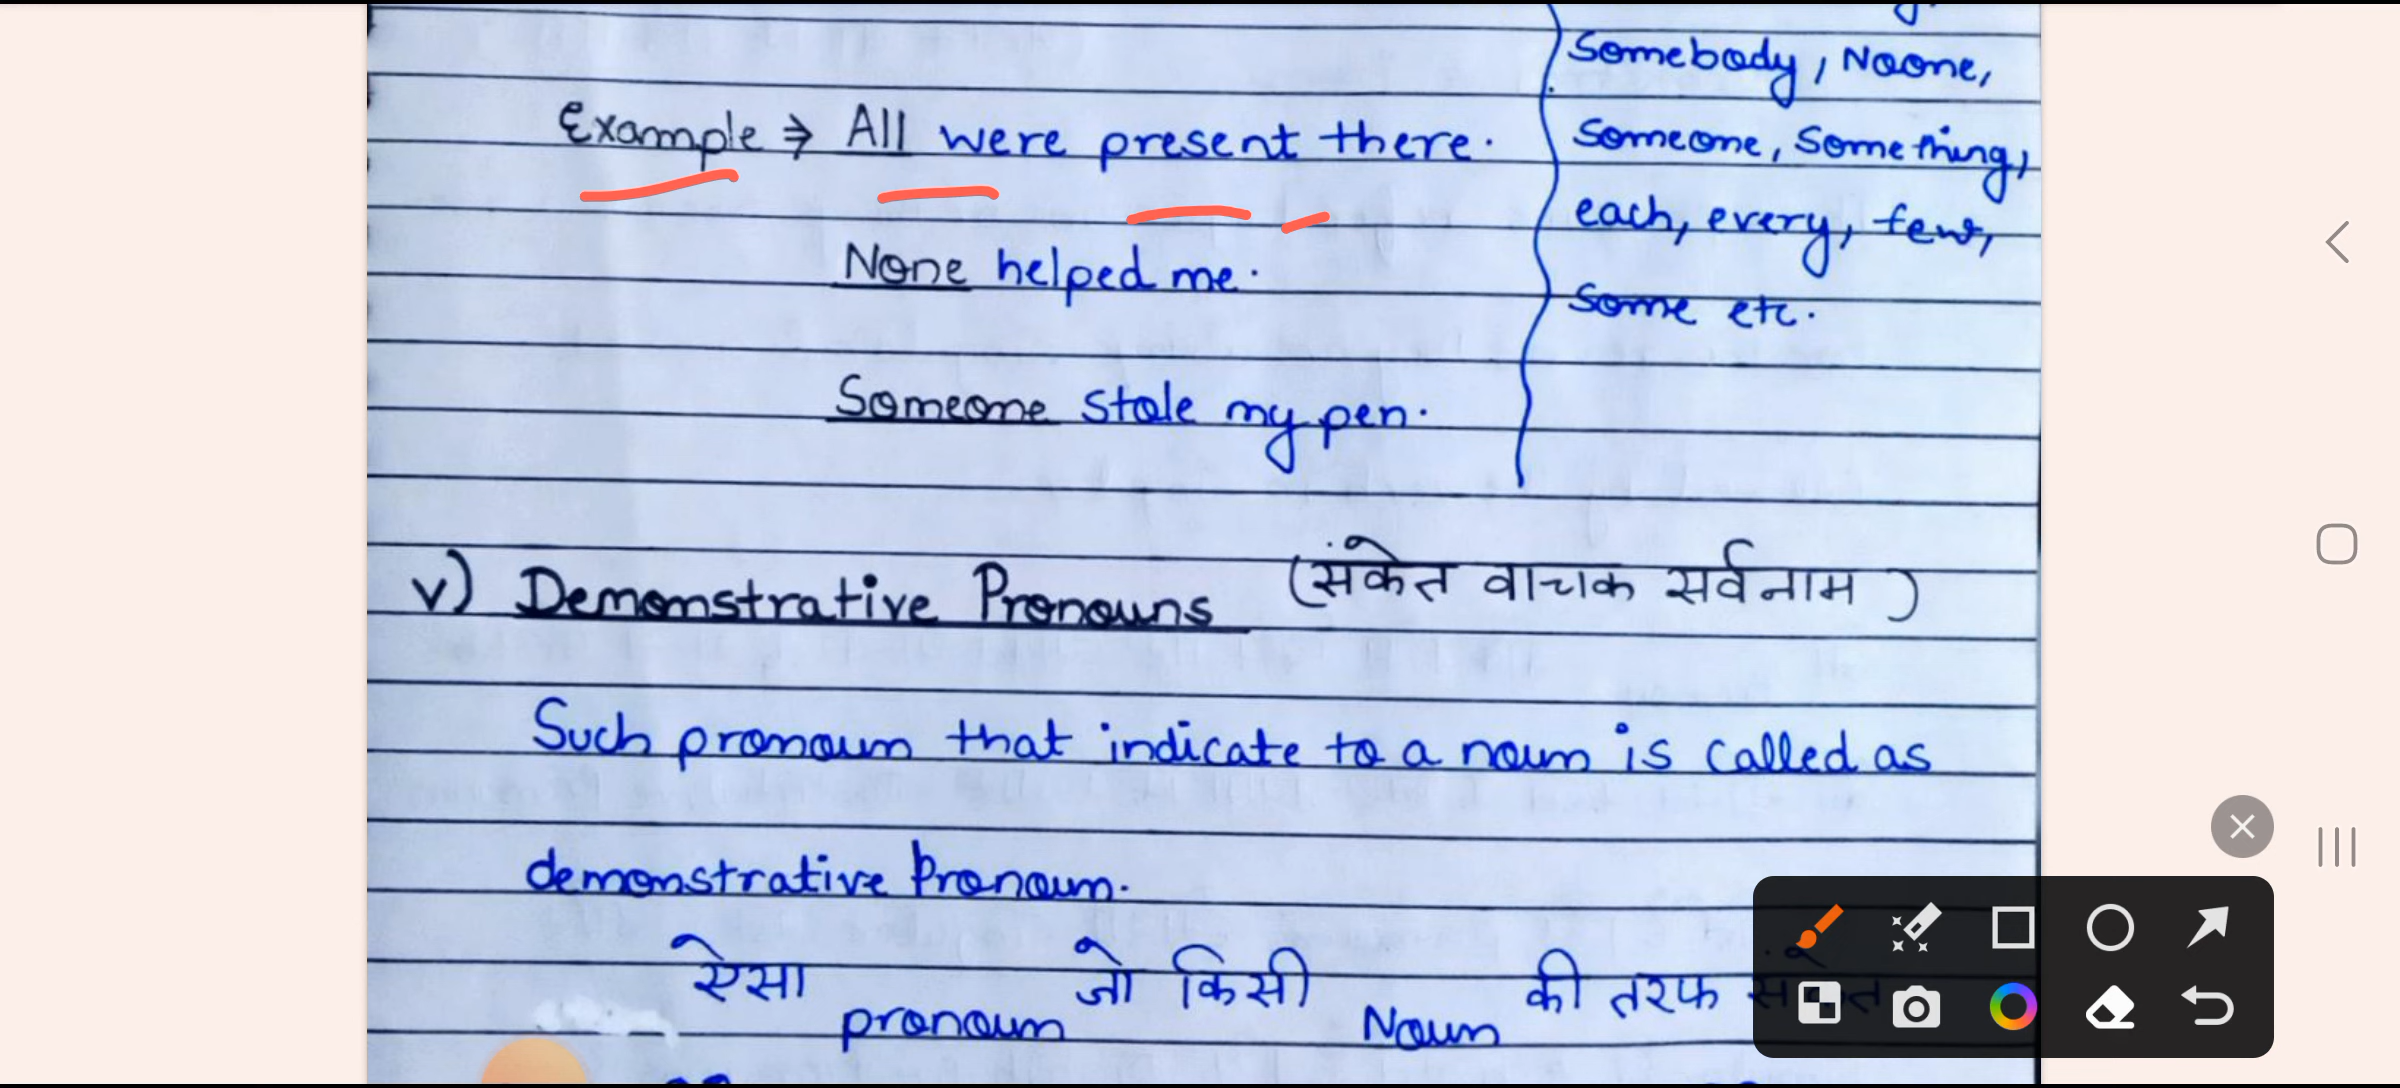 Somebody, Noone,
Example ⇒ All were present there.
Someone, Something,
each, every, few,
None helped me.
Some etc.
Someone stole my pen.
v) Demonstrative Pronouns (संकेत वाचक सर्वनाम)
Such pronoun that indicate to a noun is called as
demonstrative Pronoun.
ऐसा pronoun जो किसी Noun की तरफ